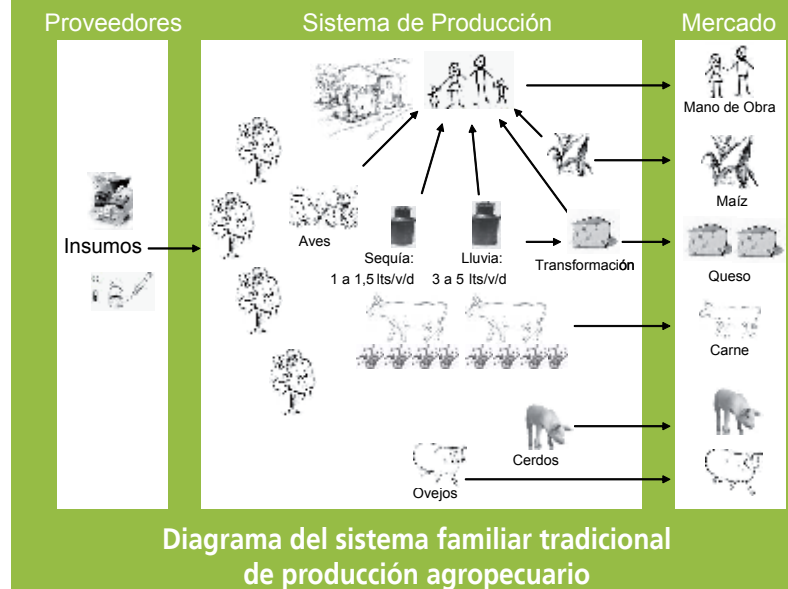 Proveedores
Sistema de Producción
Mercado
Mano de Obra
Maíz
Insumos
Aves
Sequía:
1 a 1,5 lts/v/d
Lluvia:
3 a 5 lts/v/d
Transformación
Queso
Carne
Cerdos
Ovejos
Diagrama del sistema familiar tradicional
de producción agropecuario